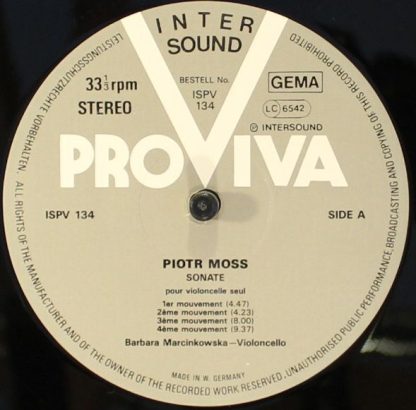 INTER
SOUND
33 1/3 rpm
STEREO
BESTELL No.
ISPV
134
GEMA
LC 6542
Ⓟ INTERSOUND
PROVIVA
ISPV 134
SIDE A
PIOTR MOSS
SONATE
pour violoncelle seul
1er mouvement (4.47)
2ème mouvement (4.23)
3ème mouvement (8.00)
4ème mouvement (9.37)
Barbara Marcinkowska—Violoncello
MADE IN W. GERMANY
LEISTUNGSSCHUTZRECHTE VORBEHALTEN. ALL RIGHTS OF THE MANUFACTURER AND OF THE OWNER OF THE RECORDED WORK RESERVED. UNAUTHORISED PUBLIC PERFORMANCE, BROADCASTING AND COPYING OF THIS RECORD PROHIBITED